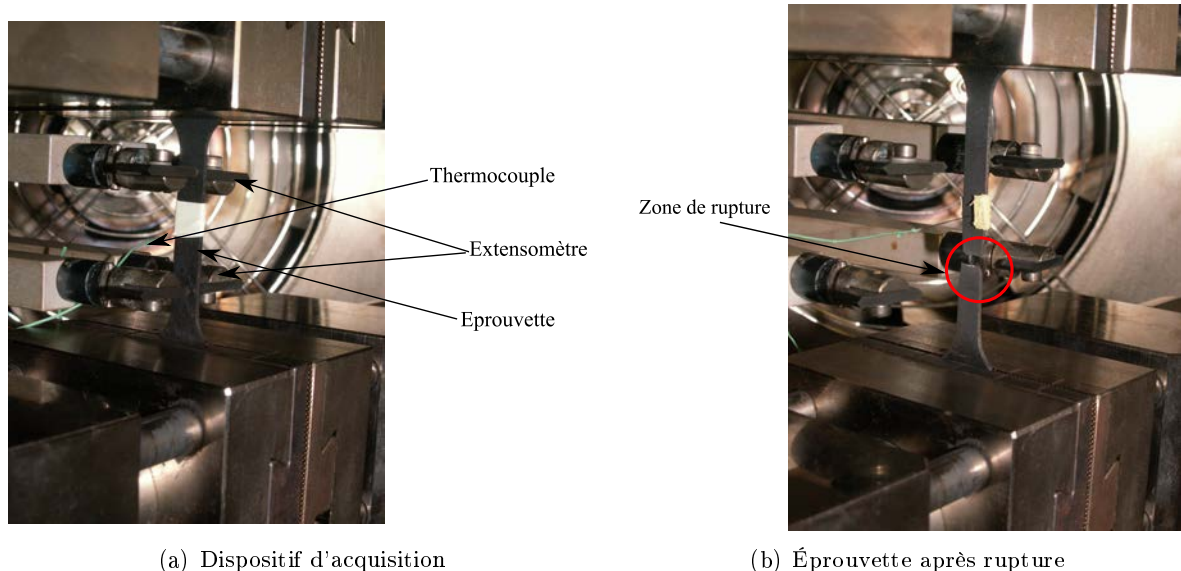 Thermocouple
Extensomètre
Eprouvette
Zone de rupture
(a) Dispositif d'acquisition
(b) Éprouvette après rupture